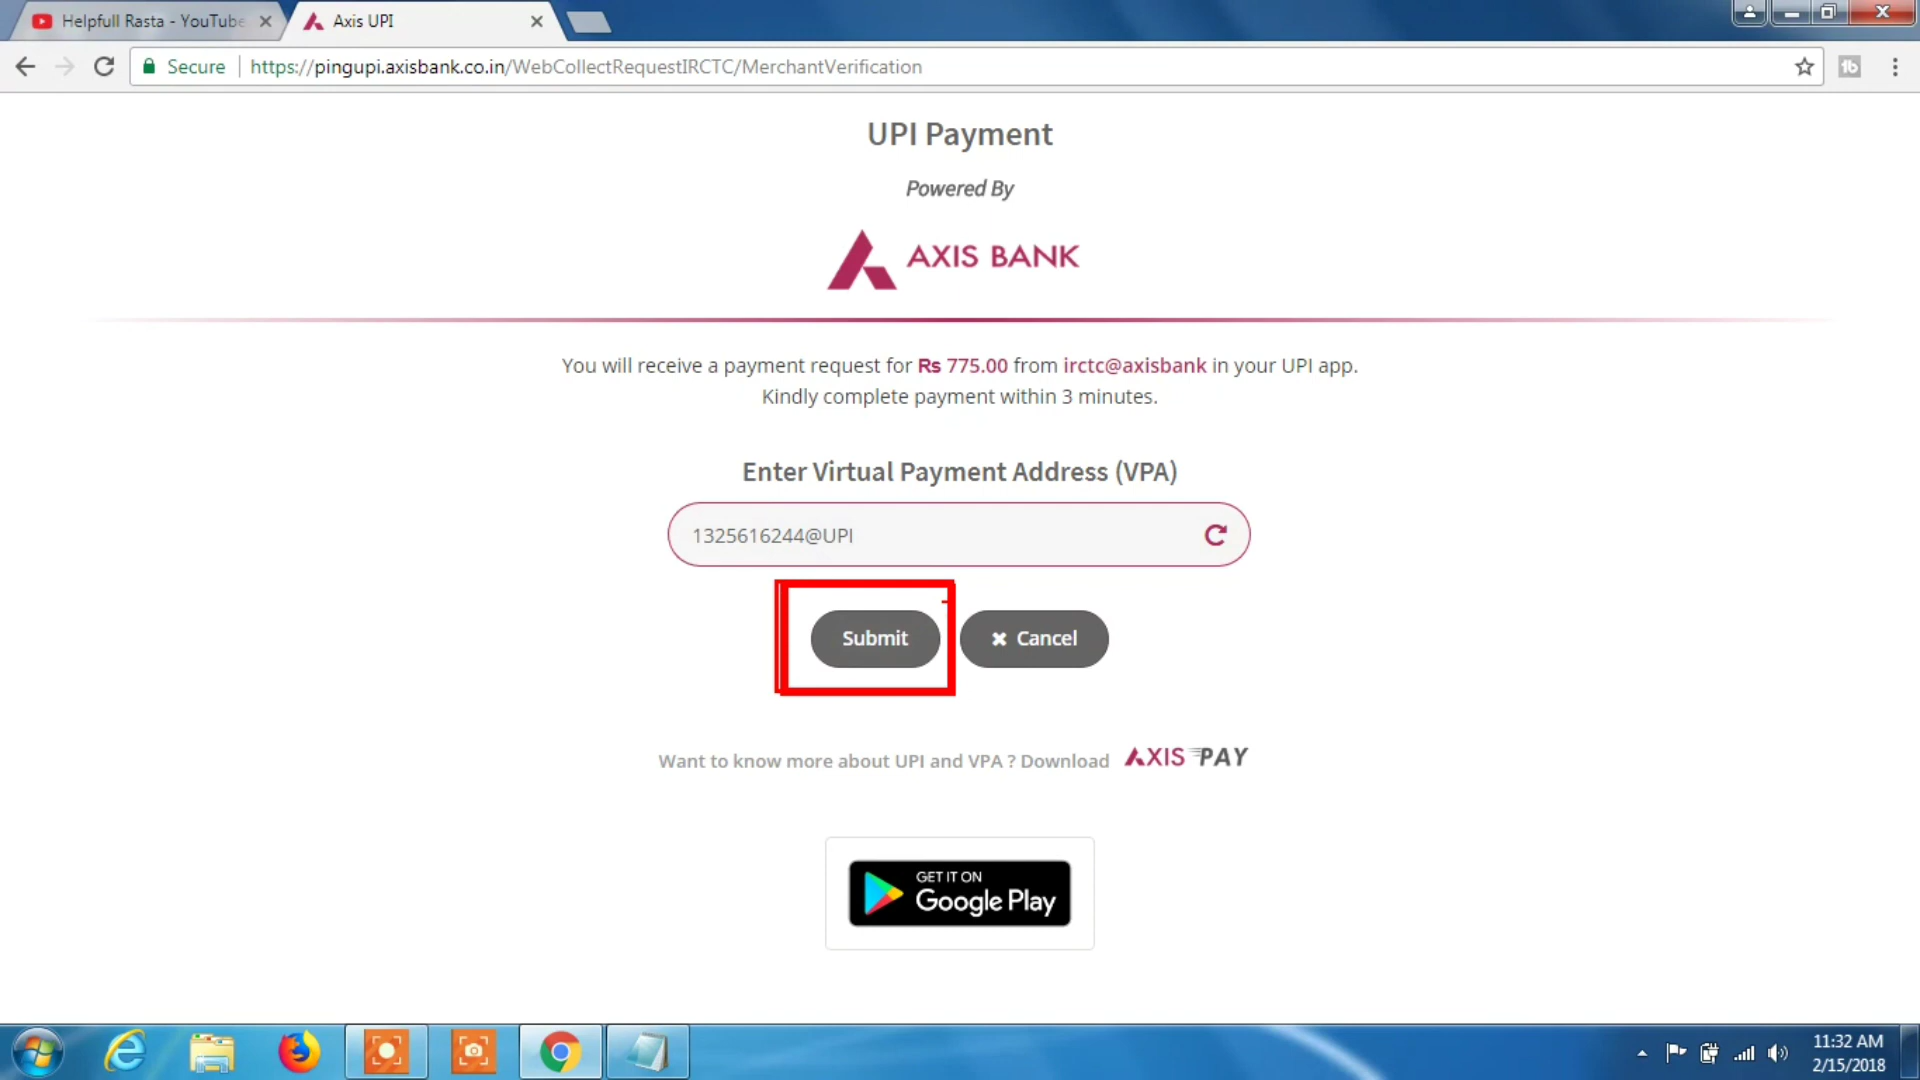 Helpfull Rasta - YouTube
Axis UPI
Secure
https://pingupi.axisbank.co.in/WebCollectRequestIRCTC/MerchantVerification
UPI Payment
Powered By
AXIS BANK
You will receive a payment request for Rs 775.00 from irctc@axisbank in your UPI app.
Kindly complete payment within 3 minutes.
Enter Virtual Payment Address (VPA)
1325616244@UPI
Submit
Cancel
Want to know more about UPI and VPA ? Download AXIS PAY
GET IT ON
Google Play
11:32 AM
2/15/2018